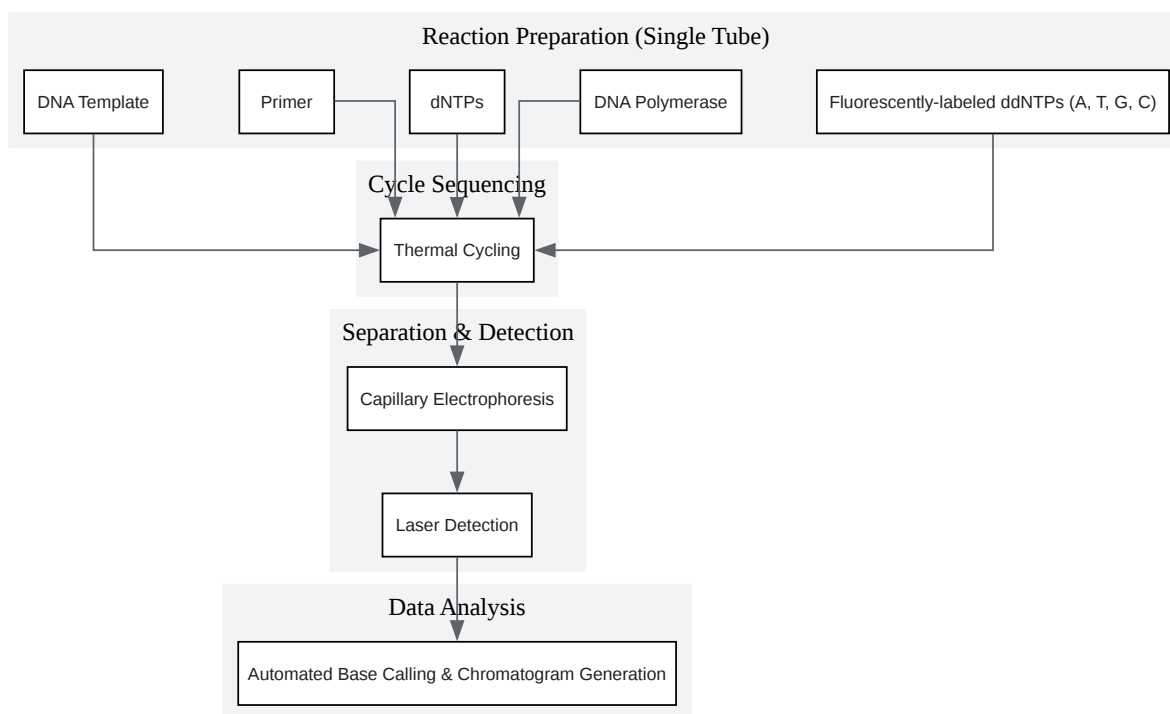 Reaction Preparation (Single Tube)
DNA Template
Primer
dNTPs
DNA Polymerase
Fluorescently-labeled ddNTPs (A, T, G, C)
Cycle Sequencing
Thermal Cycling
Separation & Detection
Capillary Electrophoresis
Laser Detection
Data Analysis
Automated Base Calling & Chromatogram Generation